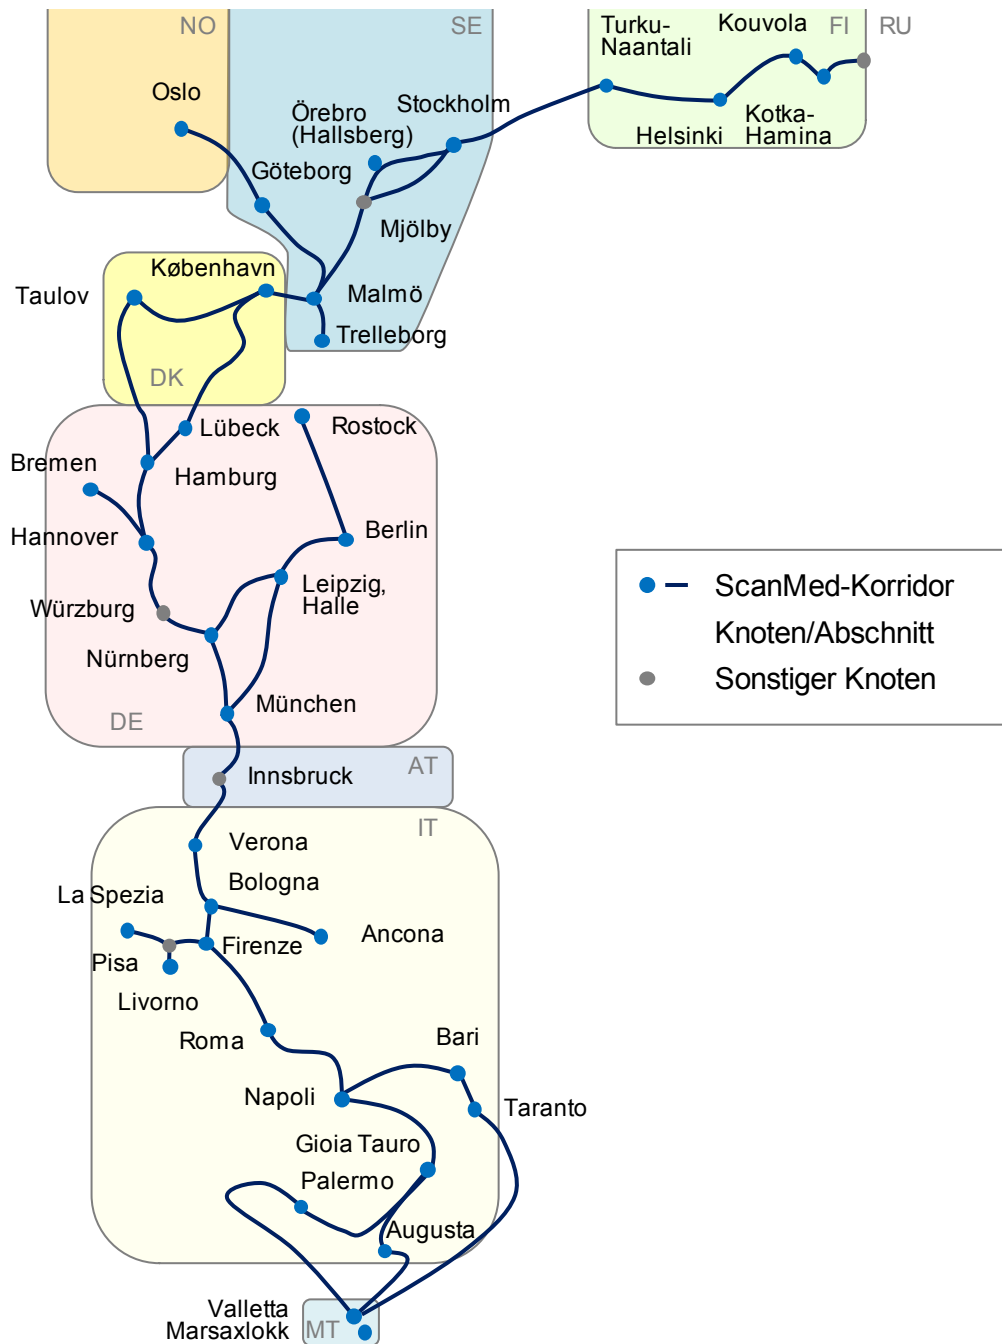 NO
SE
Turku-
Naantali
Kouvola
FI
RU
Oslo
Örebro
(Hallsberg)
Stockholm
Helsinki
Kotka-
Hamina
Göteborg
Mjölby
København
Taulov
Malmö
Trelleborg
DK
Lübeck
Rostock
Bremen
Hamburg
Hannover
Berlin
Leipzig,
Halle
Würzburg
Nürnberg
München
DE
ScanMed-Korridor
Knoten/Abschnitt
Sonstiger Knoten
Innsbruck
AT
IT
Verona
Bologna
La Spezia
Firenze
Ancona
Pisa
Livorno
Roma
Bari
Napoli
Taranto
Gioia Tauro
Palermo
Augusta
Valletta
Marsaxlokk
MT